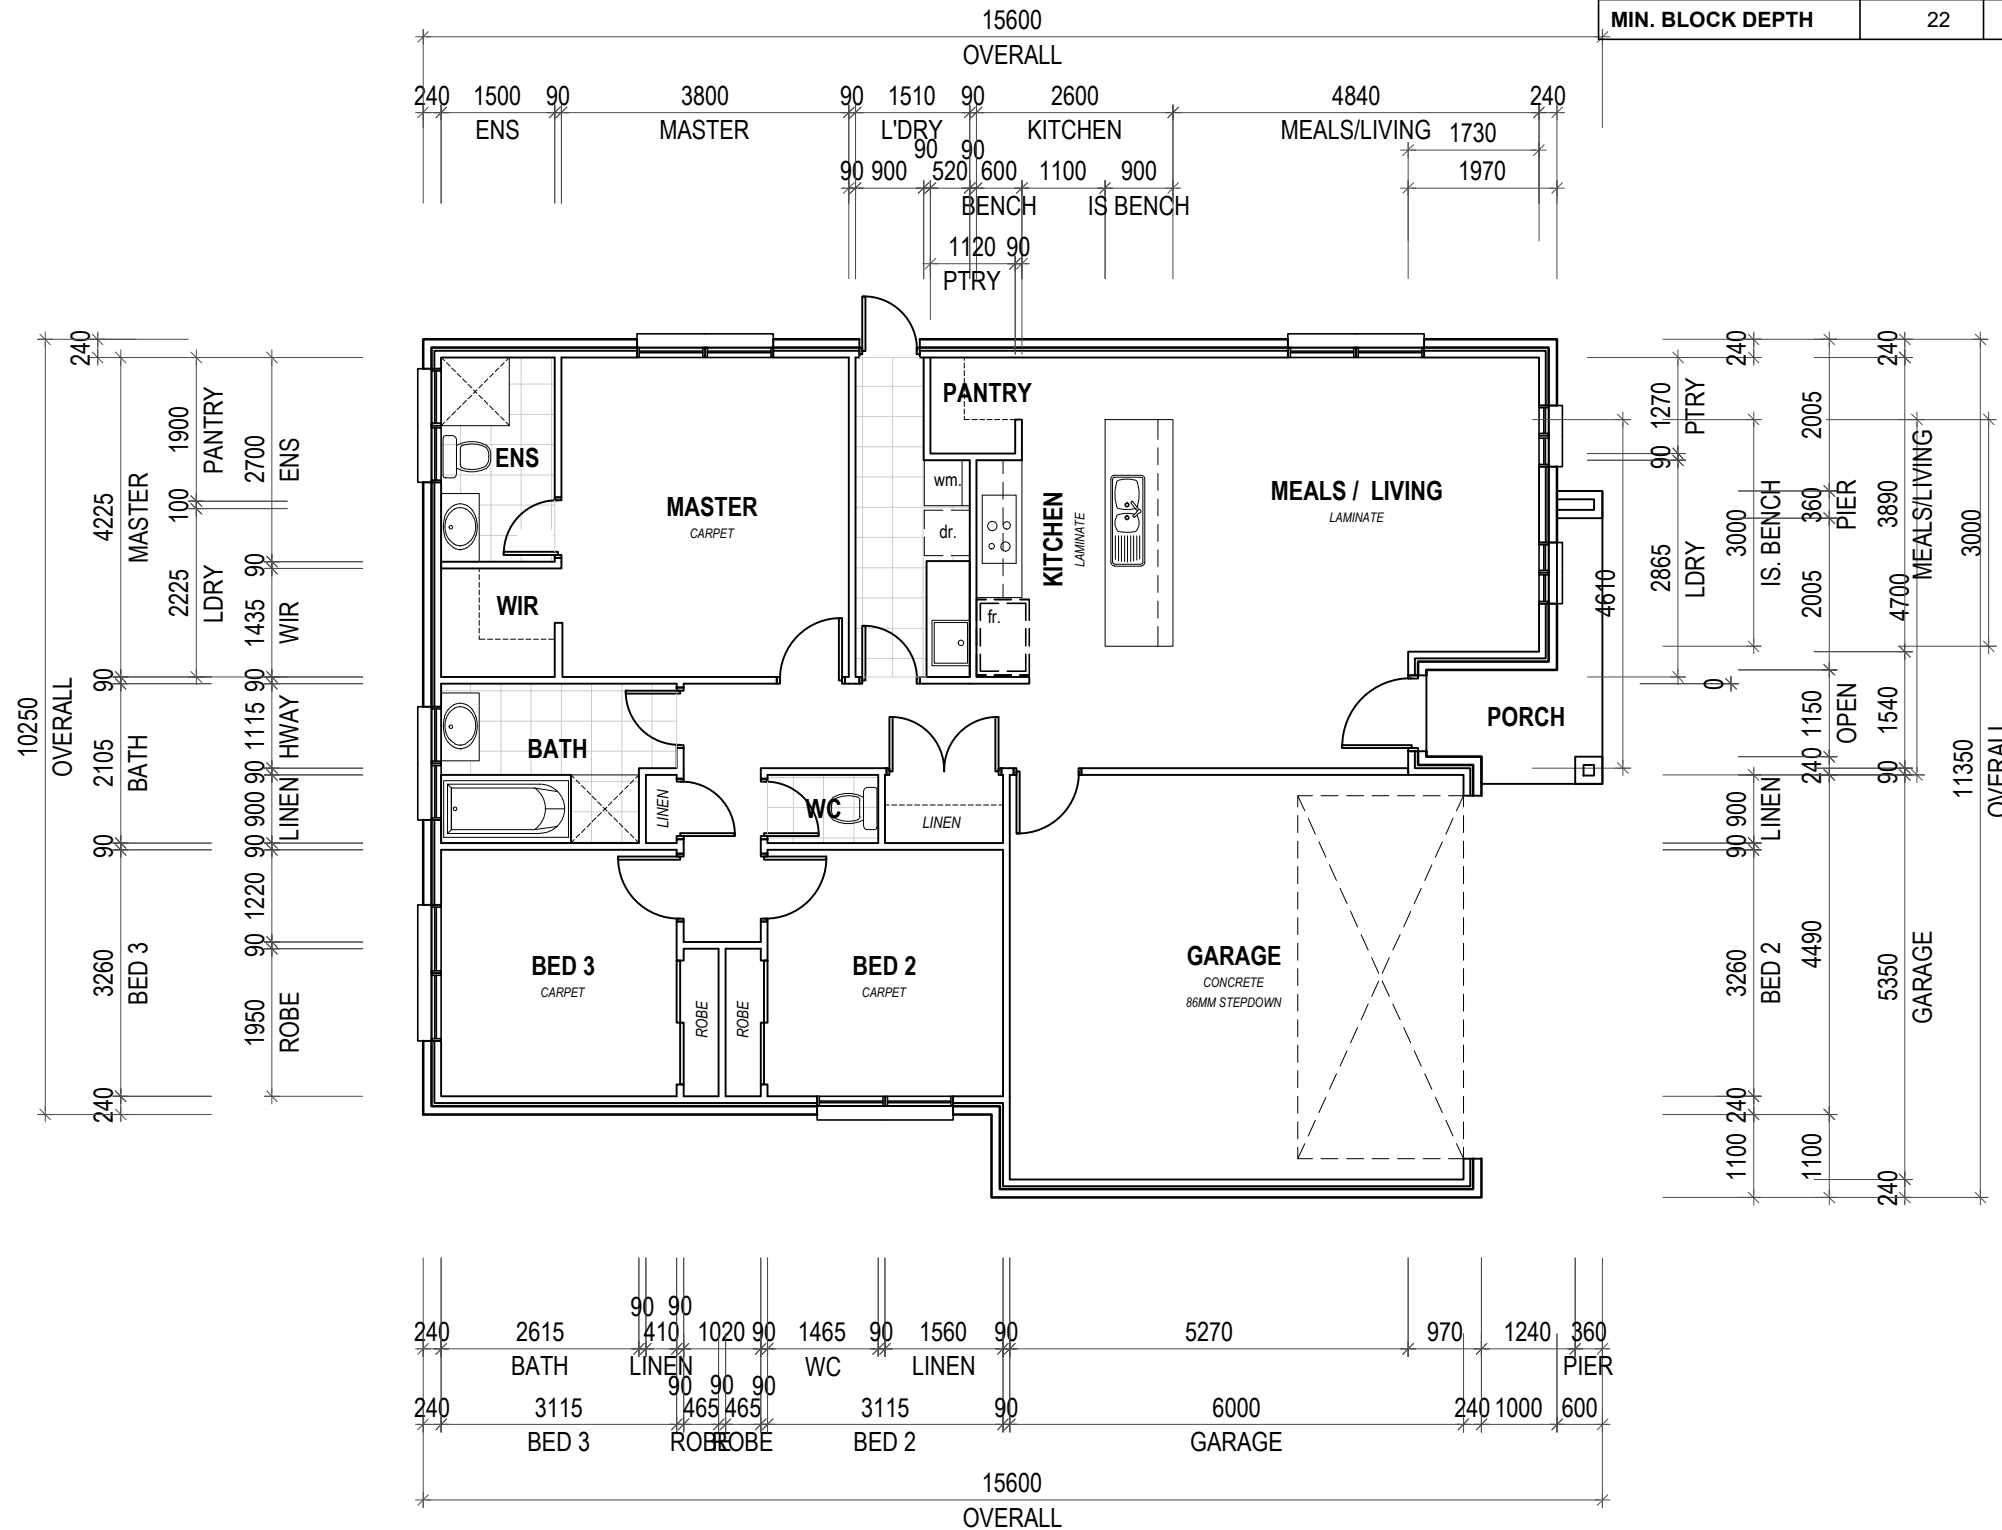 MIN. BLOCK DEPTH 22
15600
OVERALL
240 1500 90 3800 90 1510 90 2600 4840 240
ENS MASTER L'DRY KITCHEN MEALS/LIVING 1730
90 90
90 900 520 600 1100 900 1970
BENCH IS BENCH
1120 90
PTRY
10250
OVERALL
240
4225
MASTER
90
2105
BATH
90
3260
BED 3
240
1900
PANTRY
100
2225
LDRY
2700
ENS
90
1435
WIR
90
1115
HWAY
90
900
LINEN
90
1220
90
1950
ROBE
ENS
MASTER
CARPET
WIR
PANTRY
wm.
dr.
fr.
KITCHEN
LAMINATE
MEALS / LIVING
LAMINATE
PORCH
BATH
LINEN
WC
LINEN
BED 3
CARPET
ROBE
ROBE
BED 2
CARPET
GARAGE
CONCRETE
86MM STEPDOWN
4610
1270
PTRY
90
2865
LDRY
0
240
3000
IS. BENCH
900
LINEN
90
3260
BED 2
240
1100
2005
360
PIER
2005
1150
OPEN
240
4490
1100
240
3890
MEALS/LIVING
4700
1540
90
5350
GARAGE
240
3000
11350
OVERALL
90 90
240 2615 410 1020 90 1465 90 1560 90 5270 970 1240 360
BATH LINEN WC LINEN PIER
90 90 90
240 3115 465 465 3115 90 6000 240 1000 600
BED 3 ROBE ROBE BED 2 GARAGE
15600
OVERALL